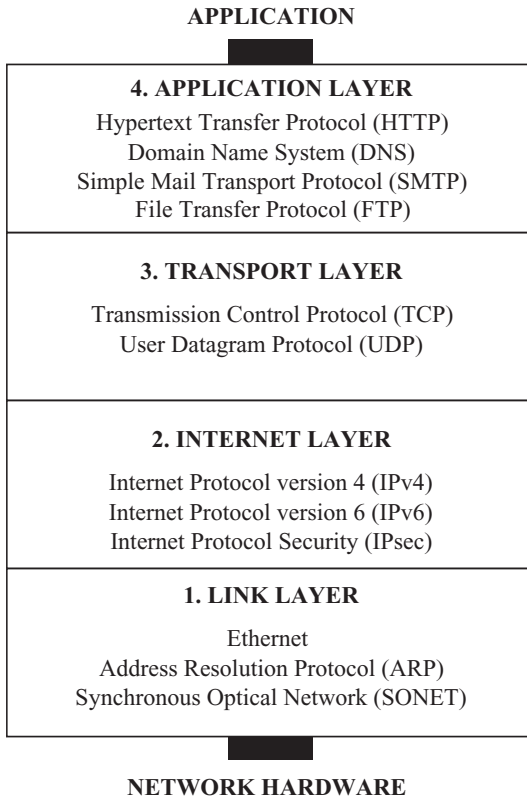 APPLICATION
4. APPLICATION LAYER
Hypertext Transfer Protocol (HTTP)
Domain Name System (DNS)
Simple Mail Transport Protocol (SMTP)
File Transfer Protocol (FTP)
3. TRANSPORT LAYER
Transmission Control Protocol (TCP)
User Datagram Protocol (UDP)
2. INTERNET LAYER
Internet Protocol version 4 (IPv4)
Internet Protocol version 6 (IPv6)
Internet Protocol Security (IPsec)
1. LINK LAYER
Ethernet
Address Resolution Protocol (ARP)
Synchronous Optical Network (SONET)
NETWORK HARDWARE